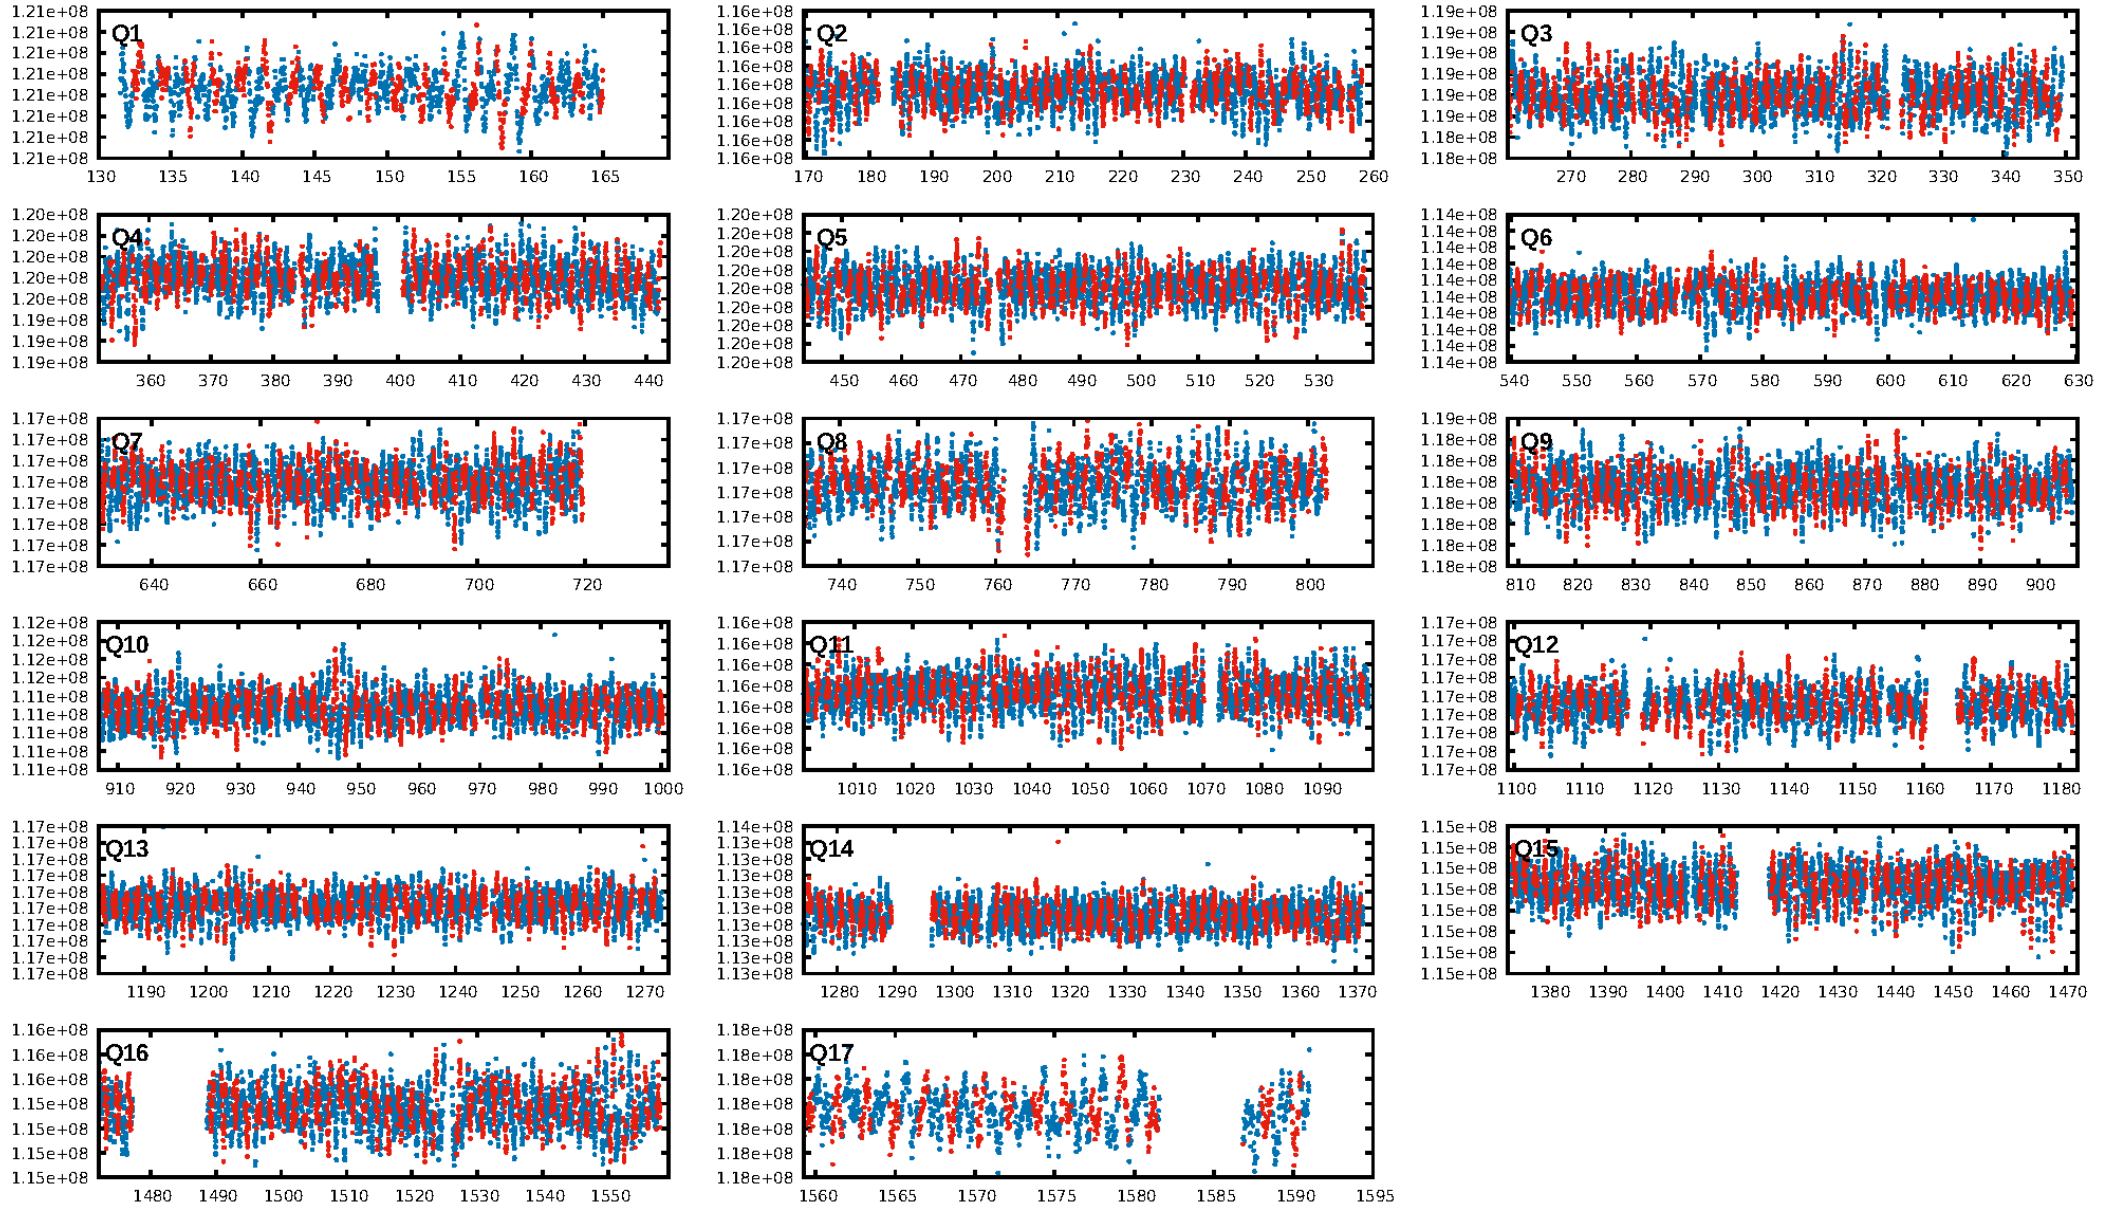 1.21e+08
1.21e+08
1.21e+08
1.21e+08
1.21e+08
1.21e+08
1.21e+08
1.21e+08
Q1
130 135 140 145 150 155 160 165
1.16e+08
1.16e+08
1.16e+08
1.16e+08
1.16e+08
1.16e+08
1.16e+08
1.16e+08
1.16e+08
Q2
170 180 190 200 210 220 230 240 250 260
1.19e+08
1.19e+08
1.19e+08
1.19e+08
1.19e+08
1.19e+08
1.18e+08
1.18e+08
Q3
270 280 290 300 310 320 330 340 350
1.20e+08
1.20e+08
1.20e+08
1.20e+08
1.20e+08
1.19e+08
1.19e+08
1.19e+08
Q4
360 370 380 390 400 410 420 430 440
1.20e+08
1.20e+08
1.20e+08
1.20e+08
1.20e+08
1.20e+08
1.20e+08
1.20e+08
1.20e+08
Q5
450 460 470 480 490 500 510 520 530
1.14e+08
1.14e+08
1.14e+08
1.14e+08
1.14e+08
1.14e+08
1.14e+08
1.14e+08
1.14e+08
1.14e+08
Q6
540 550 560 570 580 590 600 610 620 630
1.17e+08
1.17e+08
1.17e+08
1.17e+08
1.17e+08
1.17e+08
1.17e+08
1.17e+08
Q7
640 660 680 700 720
1.17e+08
1.17e+08
1.17e+08
1.17e+08
1.17e+08
1.17e+08
1.17e+08
Q8
740 750 760 770 780 790 800
1.19e+08
1.18e+08
1.18e+08
1.18e+08
1.18e+08
1.18e+08
1.18e+08
1.18e+08
Q9
810 820 830 840 850 860 870 880 890 900
1.12e+08
1.12e+08
1.12e+08
1.12e+08
1.11e+08
1.11e+08
1.11e+08
1.11e+08
1.11e+08
Q10
910 920 930 940 950 960 970 980 990 1000
1.16e+08
1.16e+08
1.16e+08
1.16e+08
1.16e+08
1.16e+08
1.16e+08
1.16e+08
Q11
1010 1020 1030 1040 1050 1060 1070 1080 1090
1.17e+08
1.17e+08
1.17e+08
1.17e+08
1.17e+08
1.17e+08
1.17e+08
1.17e+08
1.17e+08
Q12
1100 1110 1120 1130 1140 1150 1160 1170 1180
1.17e+08
1.17e+08
1.17e+08
1.17e+08
1.17e+08
1.17e+08
1.17e+08
1.17e+08
1.17e+08
1.17e+08
Q13
1190 1200 1210 1220 1230 1240 1250 1260 1270
1.14e+08
1.13e+08
1.13e+08
1.13e+08
1.13e+08
1.13e+08
1.13e+08
1.13e+08
1.13e+08
1.13e+08
Q14
1280 1290 1300 1310 1320 1330 1340 1350 1360 1370
1.15e+08
1.15e+08
1.15e+08
1.15e+08
1.15e+08
1.15e+08
1.15e+08
1.15e+08
Q15
1380 1390 1400 1410 1420 1430 1440 1450 1460 1470
1.16e+08
1.16e+08
1.16e+08
1.15e+08
1.15e+08
1.15e+08
1.15e+08
Q16
1480 1490 1500 1510 1520 1530 1540 1550
1.18e+08
1.18e+08
1.18e+08
1.18e+08
1.18e+08
1.18e+08
1.18e+08
Q17
1560 1565 1570 1575 1580 1585 1590 1595